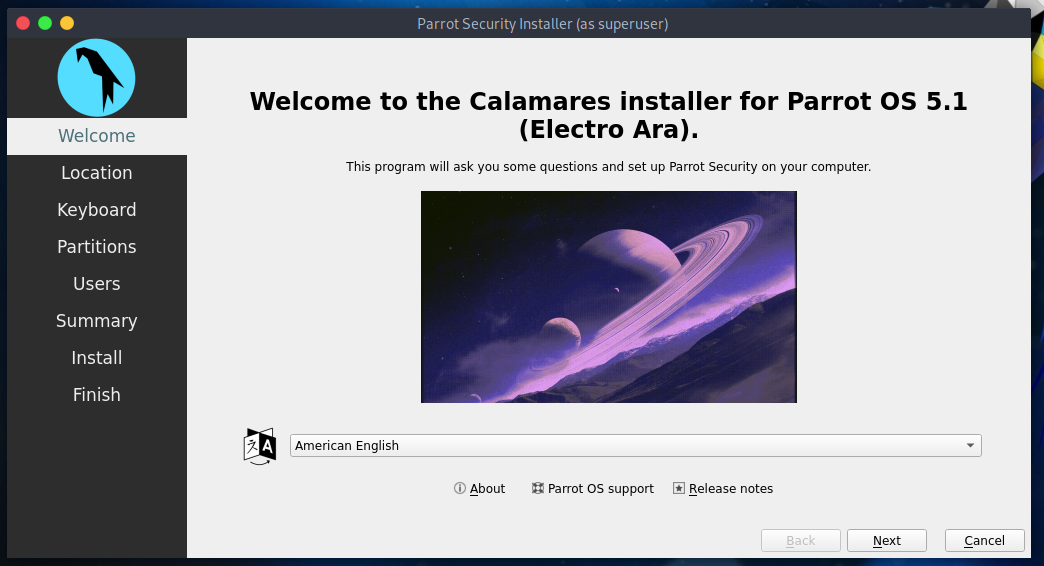 Parrot Security Installer (as superuser)
Welcome
Location
Keyboard
Partitions
Users
Summary
Install
Finish
Welcome to the Calamares installer for Parrot OS 5.1
(Electro Ara).
This program will ask you some questions and set up Parrot Security on your computer.
American English
About
Parrot OS support
Release notes
Back
Next
Cancel